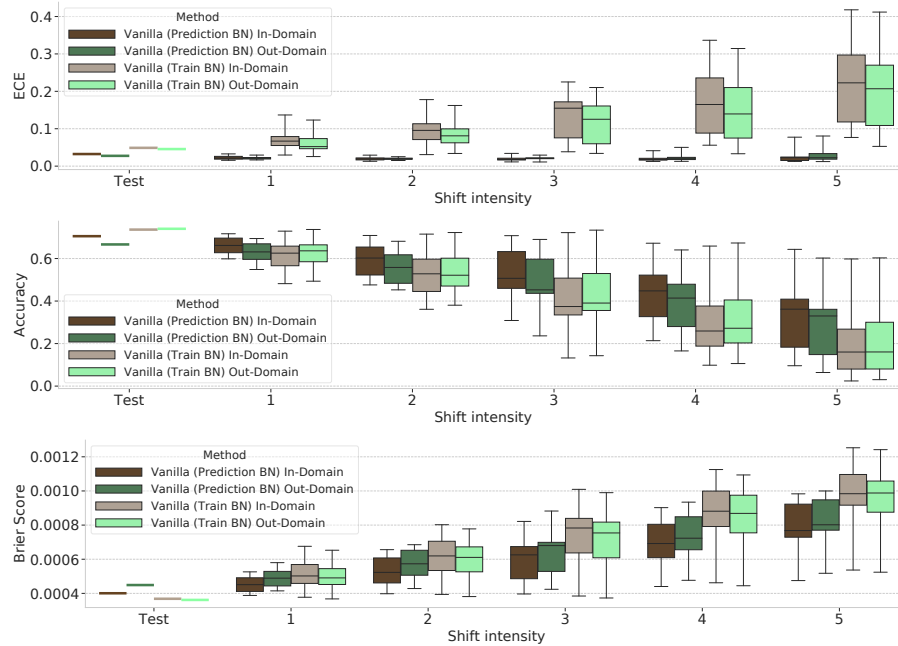 ECE
0.4
0.3
0.2
0.1
0.0
Method
Vanilla (Prediction BN) In-Domain
Vanilla (Prediction BN) Out-Domain
Vanilla (Train BN) In-Domain
Vanilla (Train BN) Out-Domain
Test 1 2 3 4 5
Shift intensity
Accuracy
0.6
0.4
0.2
0.0
Method
Vanilla (Prediction BN) In-Domain
Vanilla (Prediction BN) Out-Domain
Vanilla (Train BN) In-Domain
Vanilla (Train BN) Out-Domain
Test 1 2 3 4 5
Shift intensity
Brier Score
0.0012
0.0010
0.0008
0.0006
0.0004
Method
Vanilla (Prediction BN) In-Domain
Vanilla (Prediction BN) Out-Domain
Vanilla (Train BN) In-Domain
Vanilla (Train BN) Out-Domain
Test 1 2 3 4 5
Shift intensity